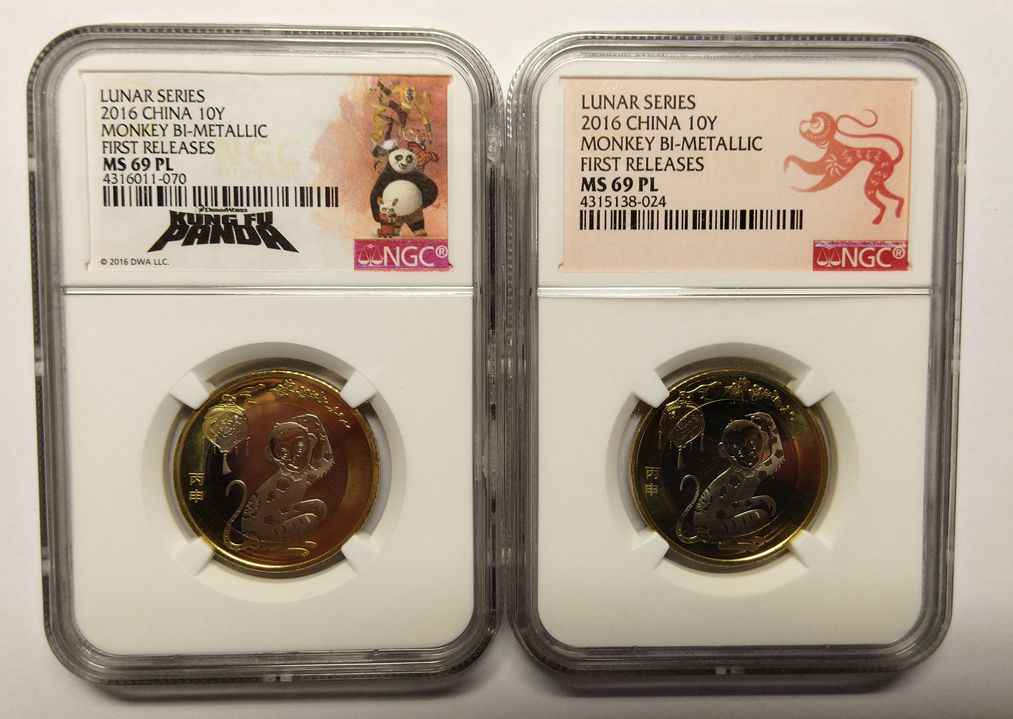 LUNAR SERIES
2016 CHINA 10Y
MONKEY BI-METALLIC
FIRST RELEASES
MS 69 PL
4316011-070
DREAMWORKS
KUNG FU
PANDA
© 2016 DWA LLC.
NGC
NGC®
丙申
LUNAR SERIES
2016 CHINA 10Y
MONKEY BI-METALLIC
FIRST RELEASES
MS 69 PL
4315138-024
NGC®
丙申